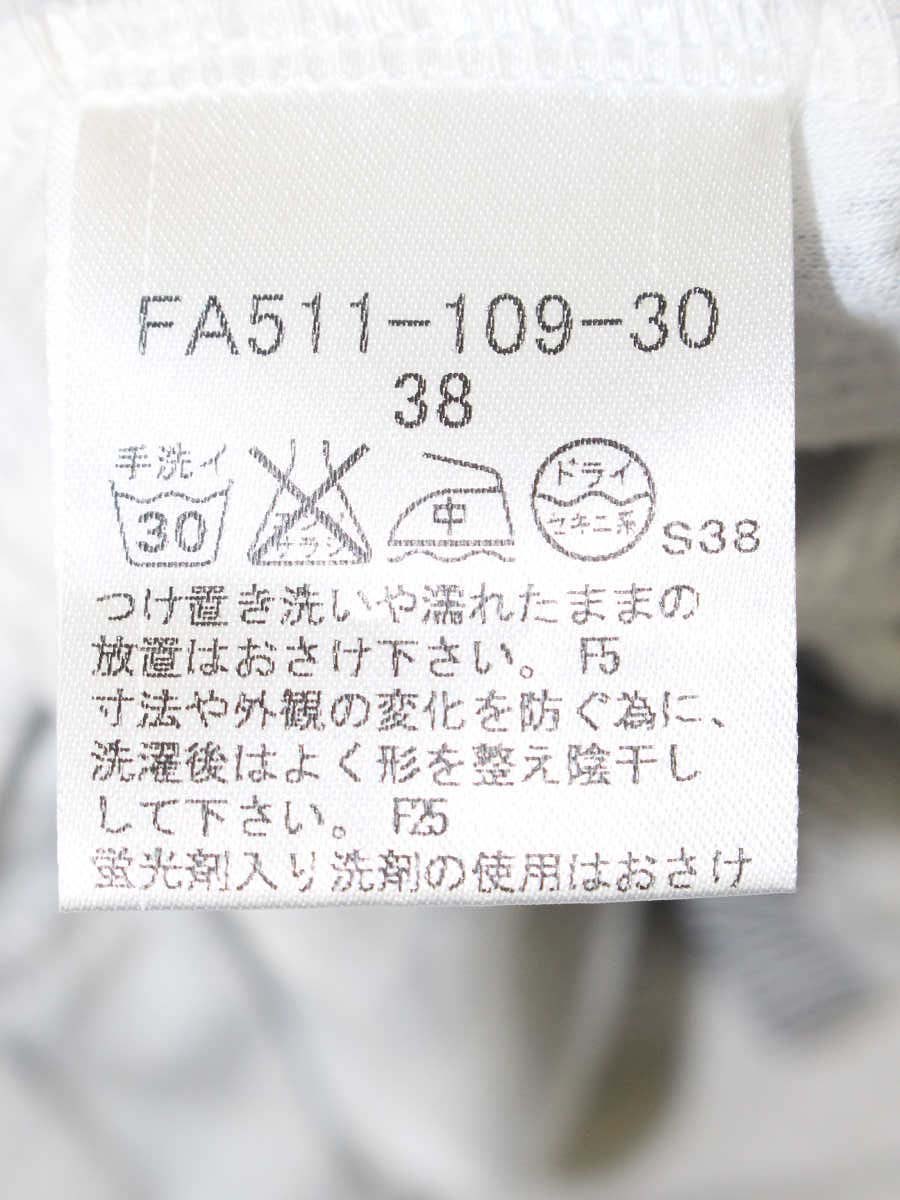 FA511-109-30
38
手洗イ
30
中
ドライ
セキユ系
S38
つけ置き洗いや濡れたままの
放置はおさけ下さい。 F5
寸法や外観の変化を防ぐ為に、
洗濯後はよく形を整え陰干し
して下さい。 F25
蛍光剤入り洗剤の使用はおさけ